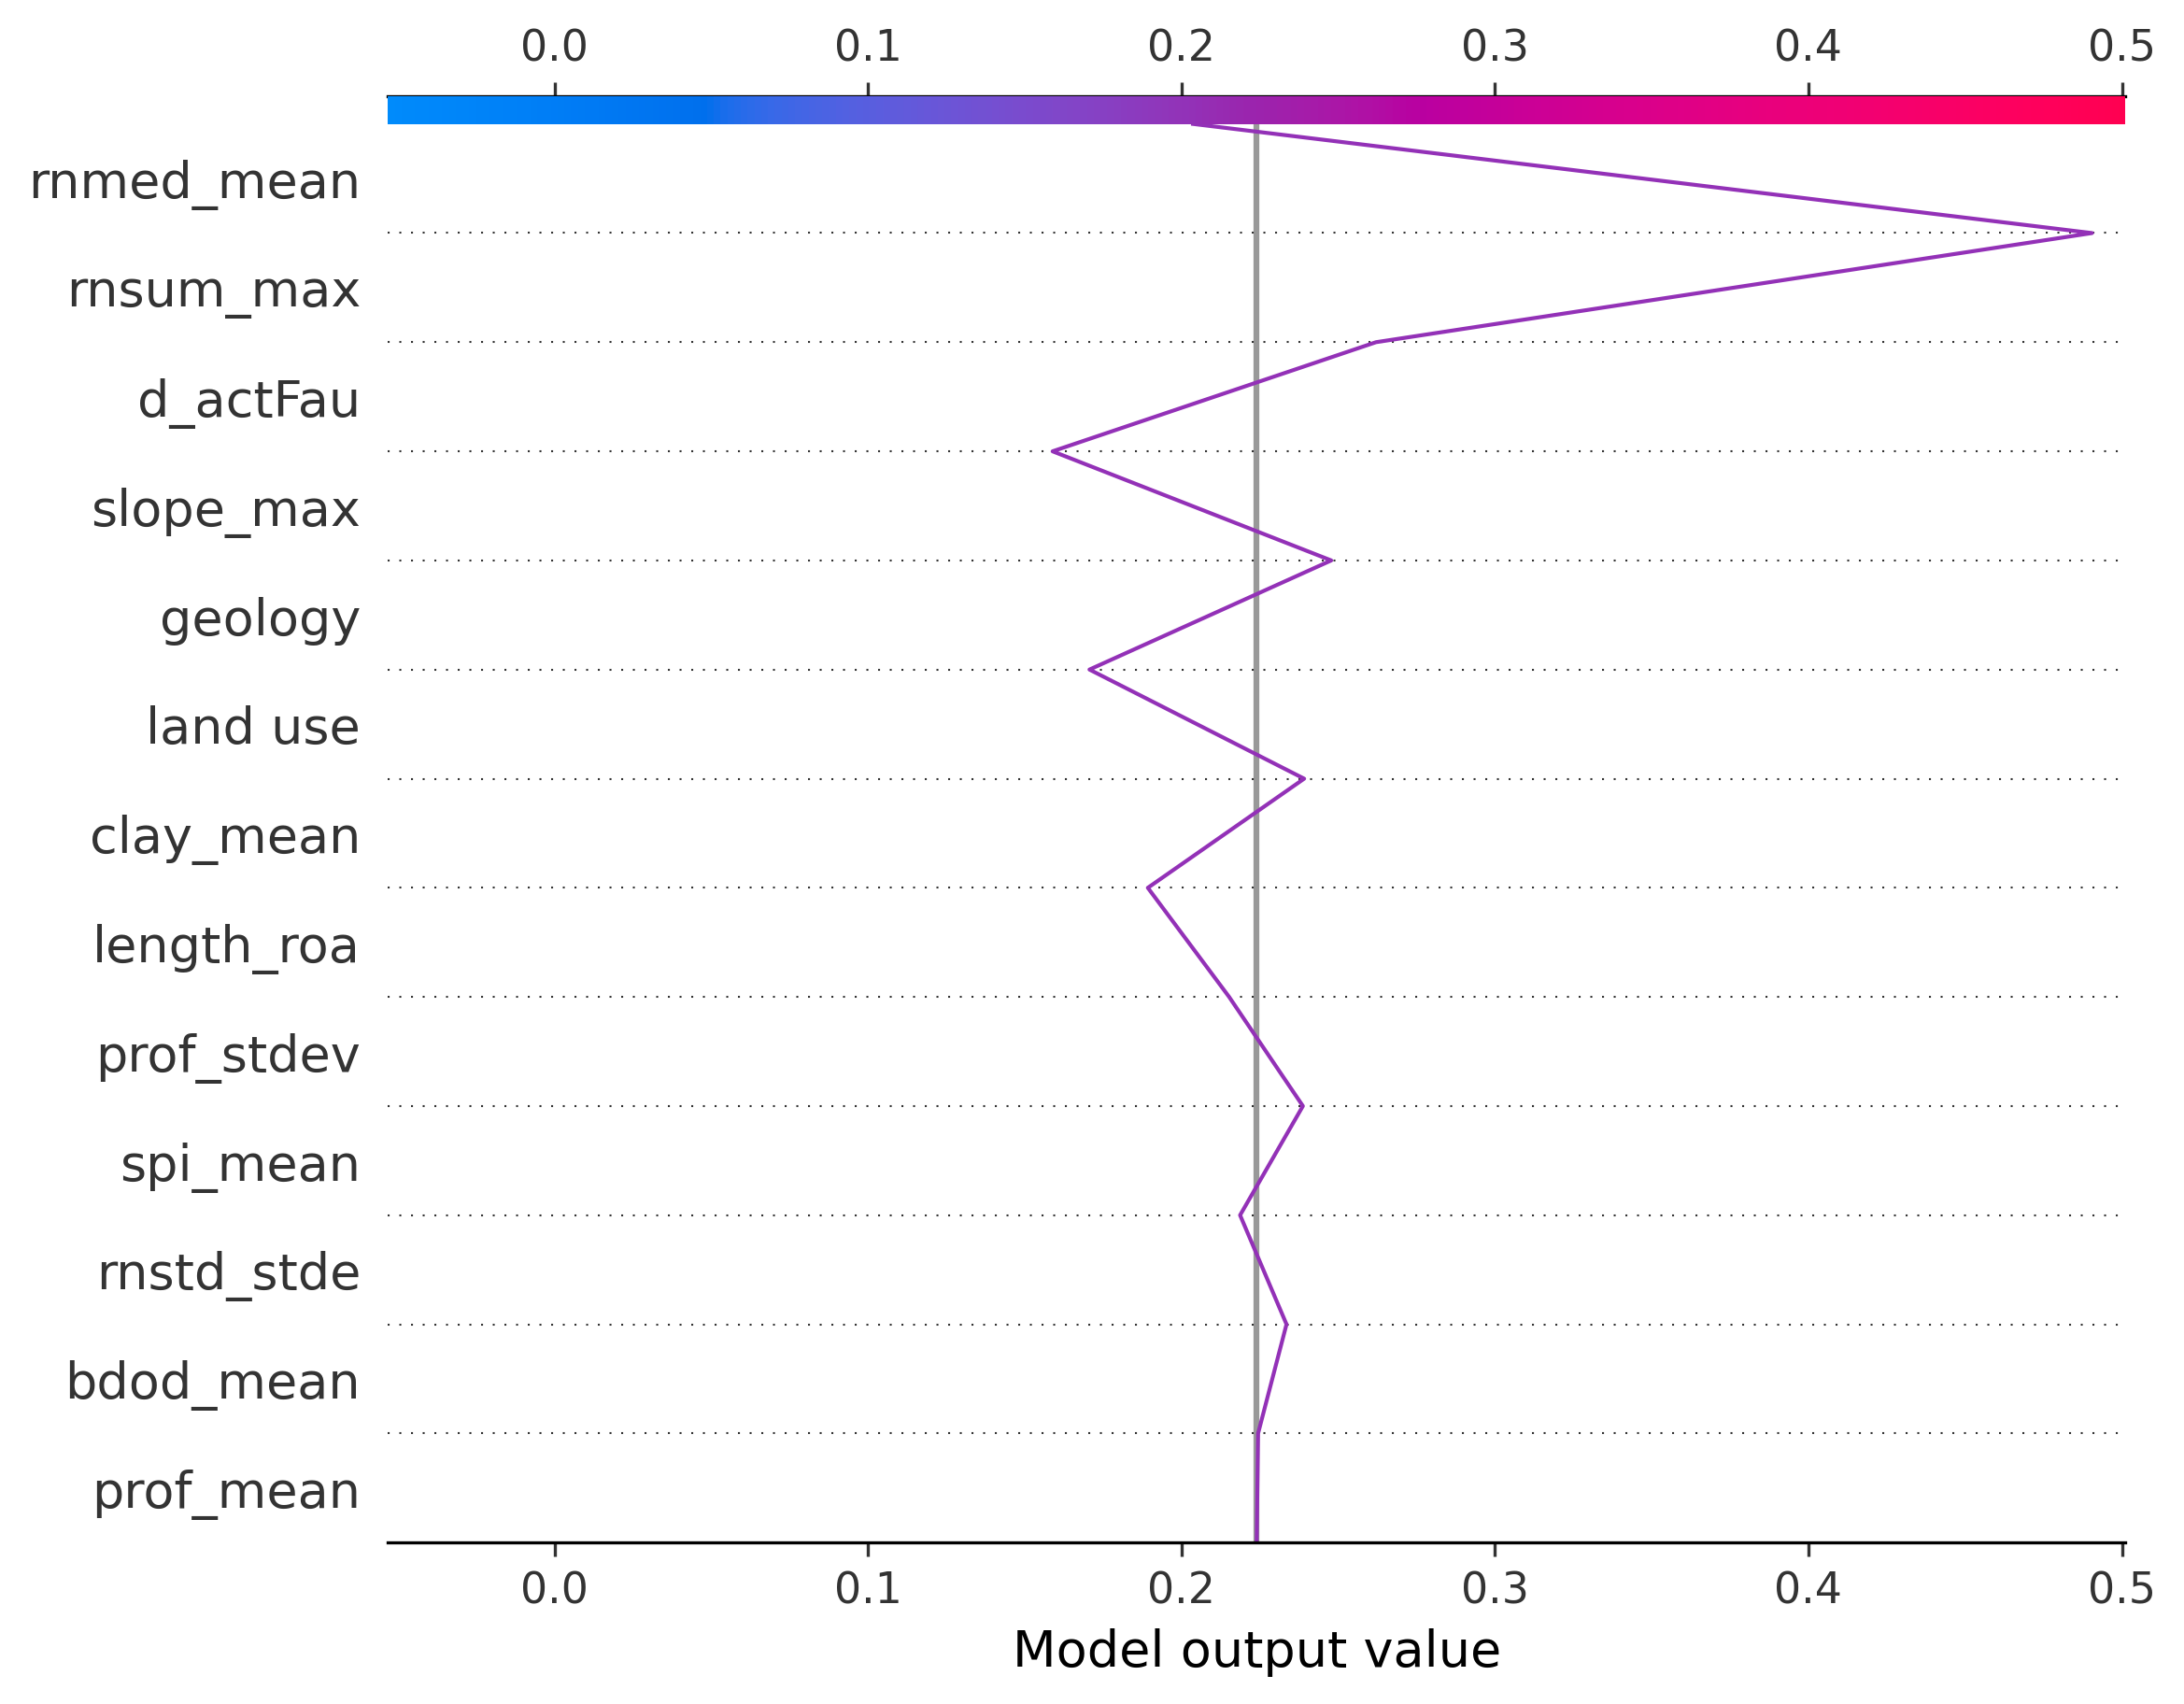 0.0 0.1 0.2 0.3 0.4 0.5
rnmed_mean
rnsum_max
d_actFau
slope_max
geology
land use
clay_mean
length_roa
prof_stdev
spi_mean
rnstd_stde
bdod_mean
prof_mean
0.0 0.1 0.2 0.3 0.4 0.5
Model output value